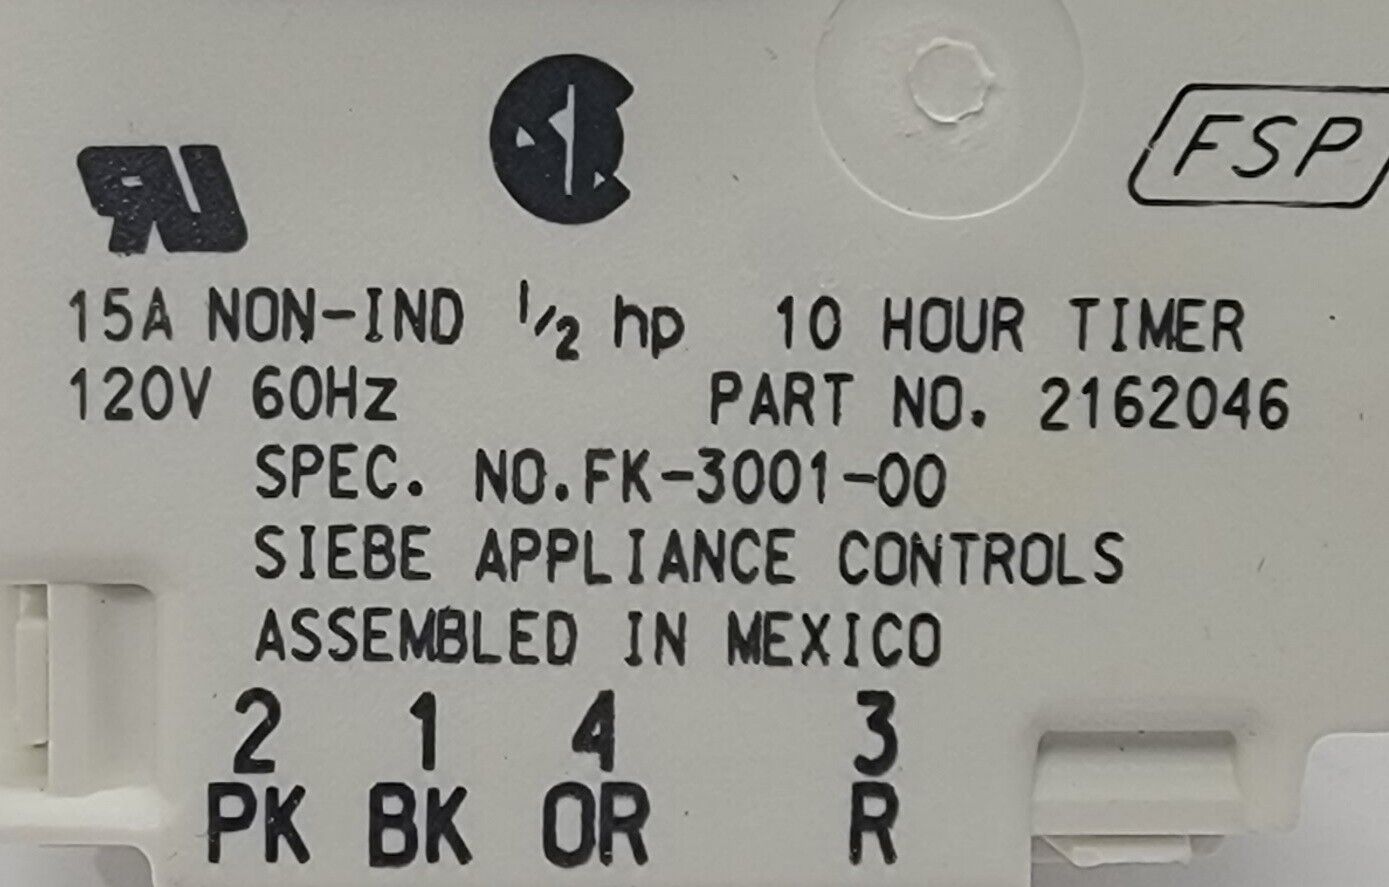 FSP
15A NON-IND 1/2 hp 10 HOUR TIMER
120V 60Hz PART NO. 2162046
SPEC. NO.FK-3001-00
SIEBE APPLIANCE CONTROLS
ASSEMBLED IN MEXICO
2 1 4 3
PK BK OR R